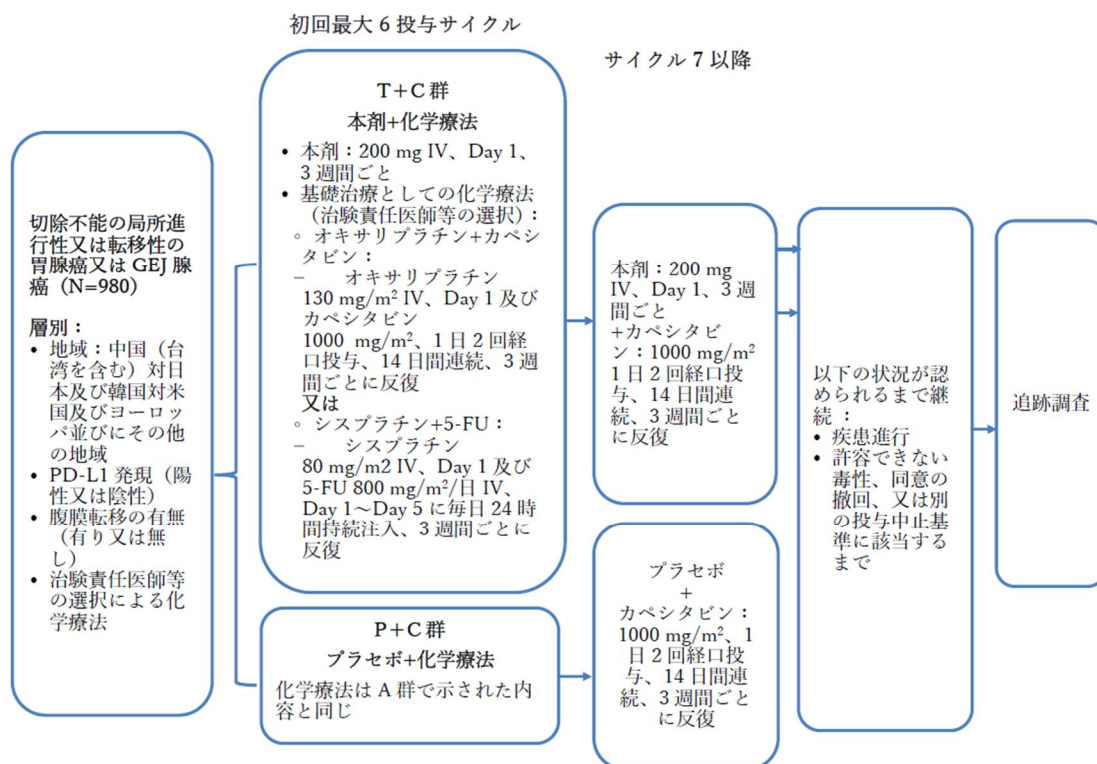 初回最大 6 投与サイクル
サイクル 7 以降
切除不能の局所進
行性又は転移性の
胃腺癌又は GEJ 腺
癌（N=980）
層別：
• 地域：中国（台
湾を含む）対日
本及び韓国対米
国及びヨーロッ
パ並びにその他
の地域
• PD-L1 発現（陽
性又は陰性）
• 腹膜転移の有無
（有り又は無
し）
• 治験責任医師等
の選択による化
学療法
T+C 群
本剤+化学療法
• 本剤：200 mg IV、Day 1、
3 週間ごと
• 基礎治療としての化学療法
（治験責任医師等の選択）：
○ オキサリプラチン+カペシ
タビン：
– オキサリプラチン
130 mg/m² IV、Day 1 及び
カペシタビン
1000 mg/m²、1 日 2 回経
口投与、14 日間連続、3 週
間ごとに反復
又は
○ シスプラチン+5-FU：
– シスプラチン
80 mg/m2 IV、Day 1 及び
5-FU 800 mg/m²/日 IV、
Day 1～Day 5 に毎日 24 時
間持続注入、3 週間ごとに
反復
P+C 群
プラセボ+化学療法
化学療法は A 群で示された内
容と同じ
本剤：200 mg
IV、Day 1、3 週
間ごと
+カペシタビ
ン：1000 mg/m²
1 日 2 回経口投
与、14 日間連
続、3 週間ごと
に反復
プラセボ
+
カペシタビン：
1000 mg/m²、1
日 2 回経口投
与、14 日間連
続、3 週間ごと
に反復
以下の状況が認
められるまで継
続：
• 疾患進行
• 許容できない
毒性、同意の
撤回、又は別
の投与中止基
準に該当する
まで
追跡調査